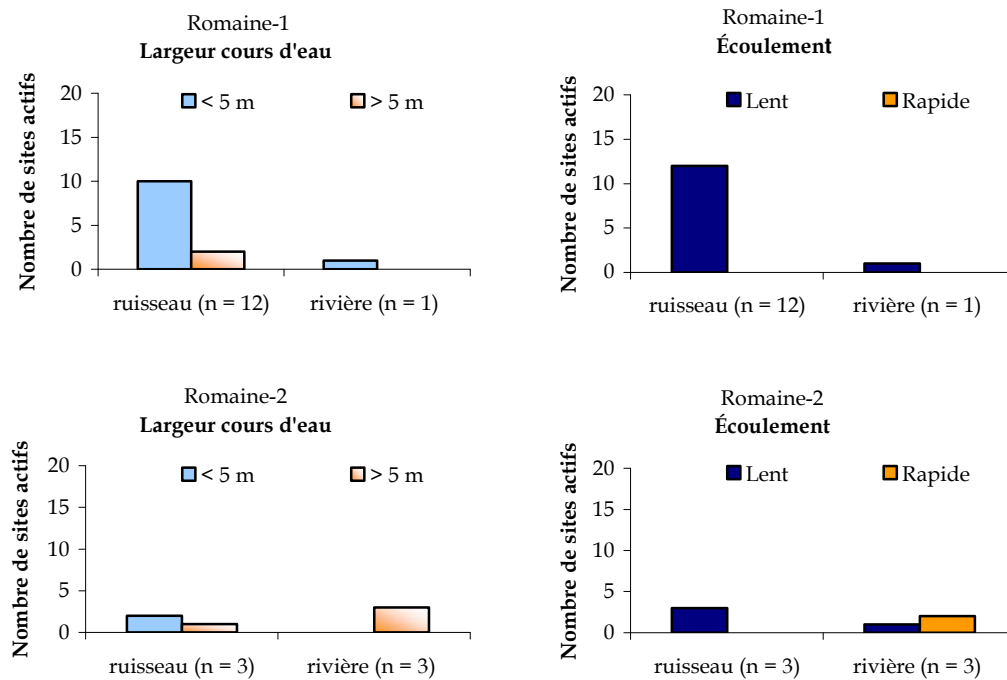 Romaine-1
Largeur cours d'eau
Nombre de sites actifs
< 5 m
> 5 m
20
15
10
5
0
ruisseau (n = 12)
rivière (n = 1)
Romaine-1
Écoulement
Nombre de sites actifs
Lent
Rapide
20
15
10
5
0
ruisseau (n = 12)
rivière (n = 1)
Romaine-2
Largeur cours d'eau
Nombre de sites actifs
< 5 m
> 5 m
20
15
10
5
0
ruisseau (n = 3)
rivière (n = 3)
Romaine-2
Écoulement
Nombre de sites actifs
Lent
Rapide
20
15
10
5
0
ruisseau (n = 3)
rivière (n = 3)